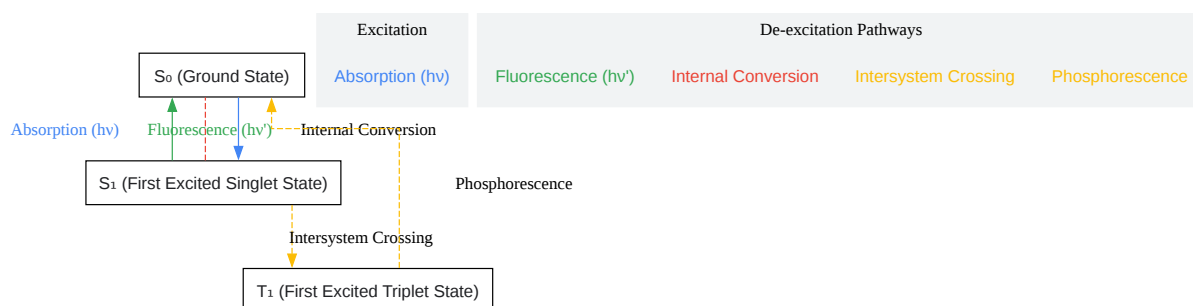 Excitation
De-excitation Pathways
S₀ (Ground State)
Absorption (hν)
Fluorescence (hν')
Internal Conversion
Intersystem Crossing
Phosphorescence
Absorption (hν)
Fluorescence (hν')
Internal Conversion
S₁ (First Excited Singlet State)
Phosphorescence
Intersystem Crossing
T₁ (First Excited Triplet State)